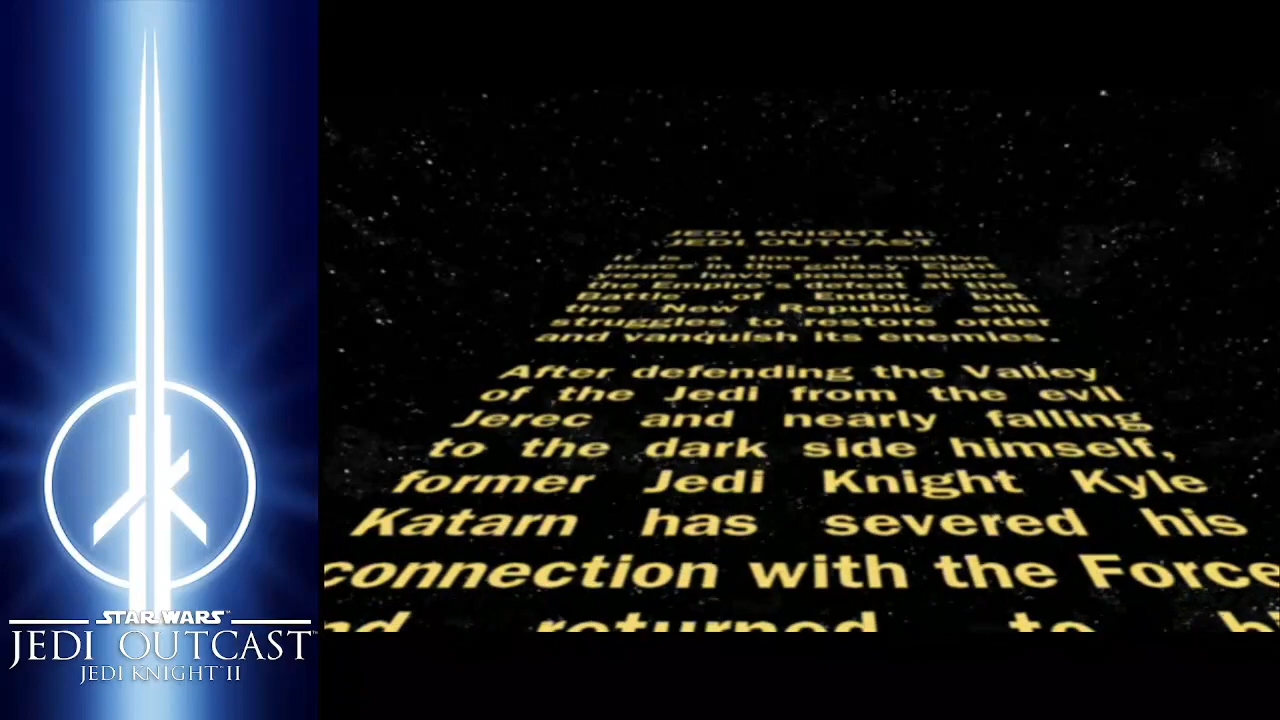 STAR WARS
JEDI OUTCAST
JEDI KNIGHT II
JEDI KNIGHT II:
JEDI OUTCAST
It is a time of relative
peace in the galaxy. Eight
years have passed since
the Empire's defeat at the
Battle of Endor, but
the New Republic still
struggles to restore order
and vanquish its enemies.
After defending the Valley
of the Jedi from the evil
Jerec and nearly falling
to the dark side himself,
former Jedi Knight Kyle
Katarn has severed his
connection with the Force
returned to